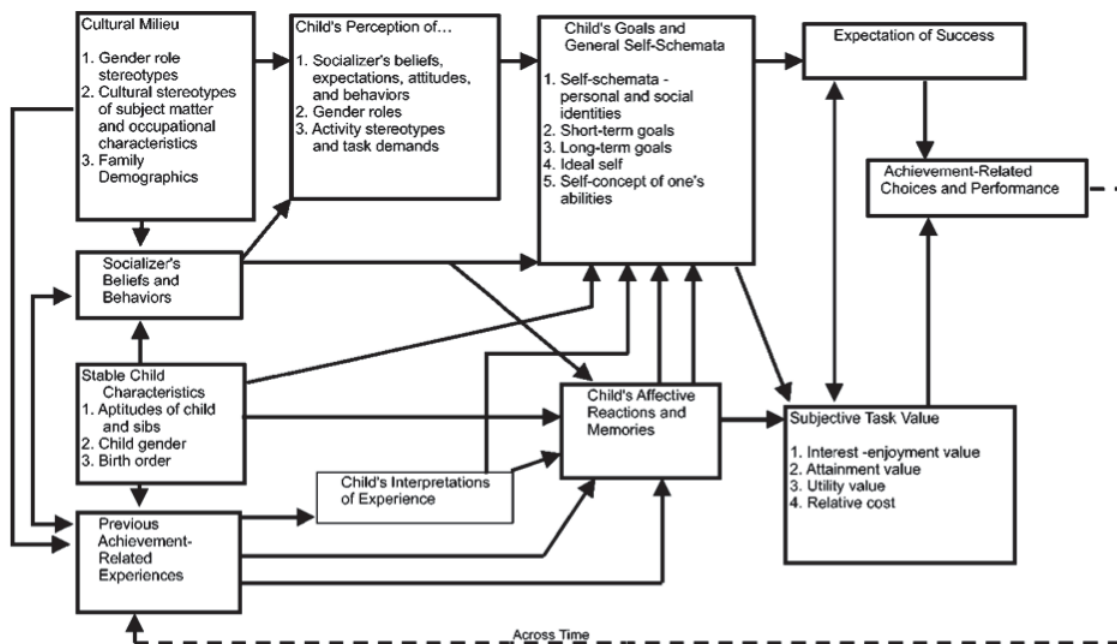 Cultural Milieu
1. Gender role
stereotypes
2. Cultural stereotypes
of subject matter
and occupational
characteristics
3. Family
Demographics
Child's Perception of...
1. Socializer's beliefs,
expectations, attitudes,
and behaviors
2. Gender roles
3. Activity stereotypes
and task demands
Child's Goals and
General Self-Schemata
1. Self-schemata -
personal and social
identities
2. Short-term goals
3. Long-term goals
4. Ideal self
5. Self-concept of one's
abilities
Expectation of Success
Achievement-Related
Choices and Performance
Socializer's
Beliefs and
Behaviors
Stable Child
Characteristics
1. Aptitudes of child
and sibs
2. Child gender
3. Birth order
Previous
Achievement-
Related
Experiences
Child's Interpretations
of Experience
Child's Affective
Reactions and
Memories
Subjective Task Value
1. Interest -enjoyment value
2. Attainment value
3. Utility value
4. Relative cost
Across Time